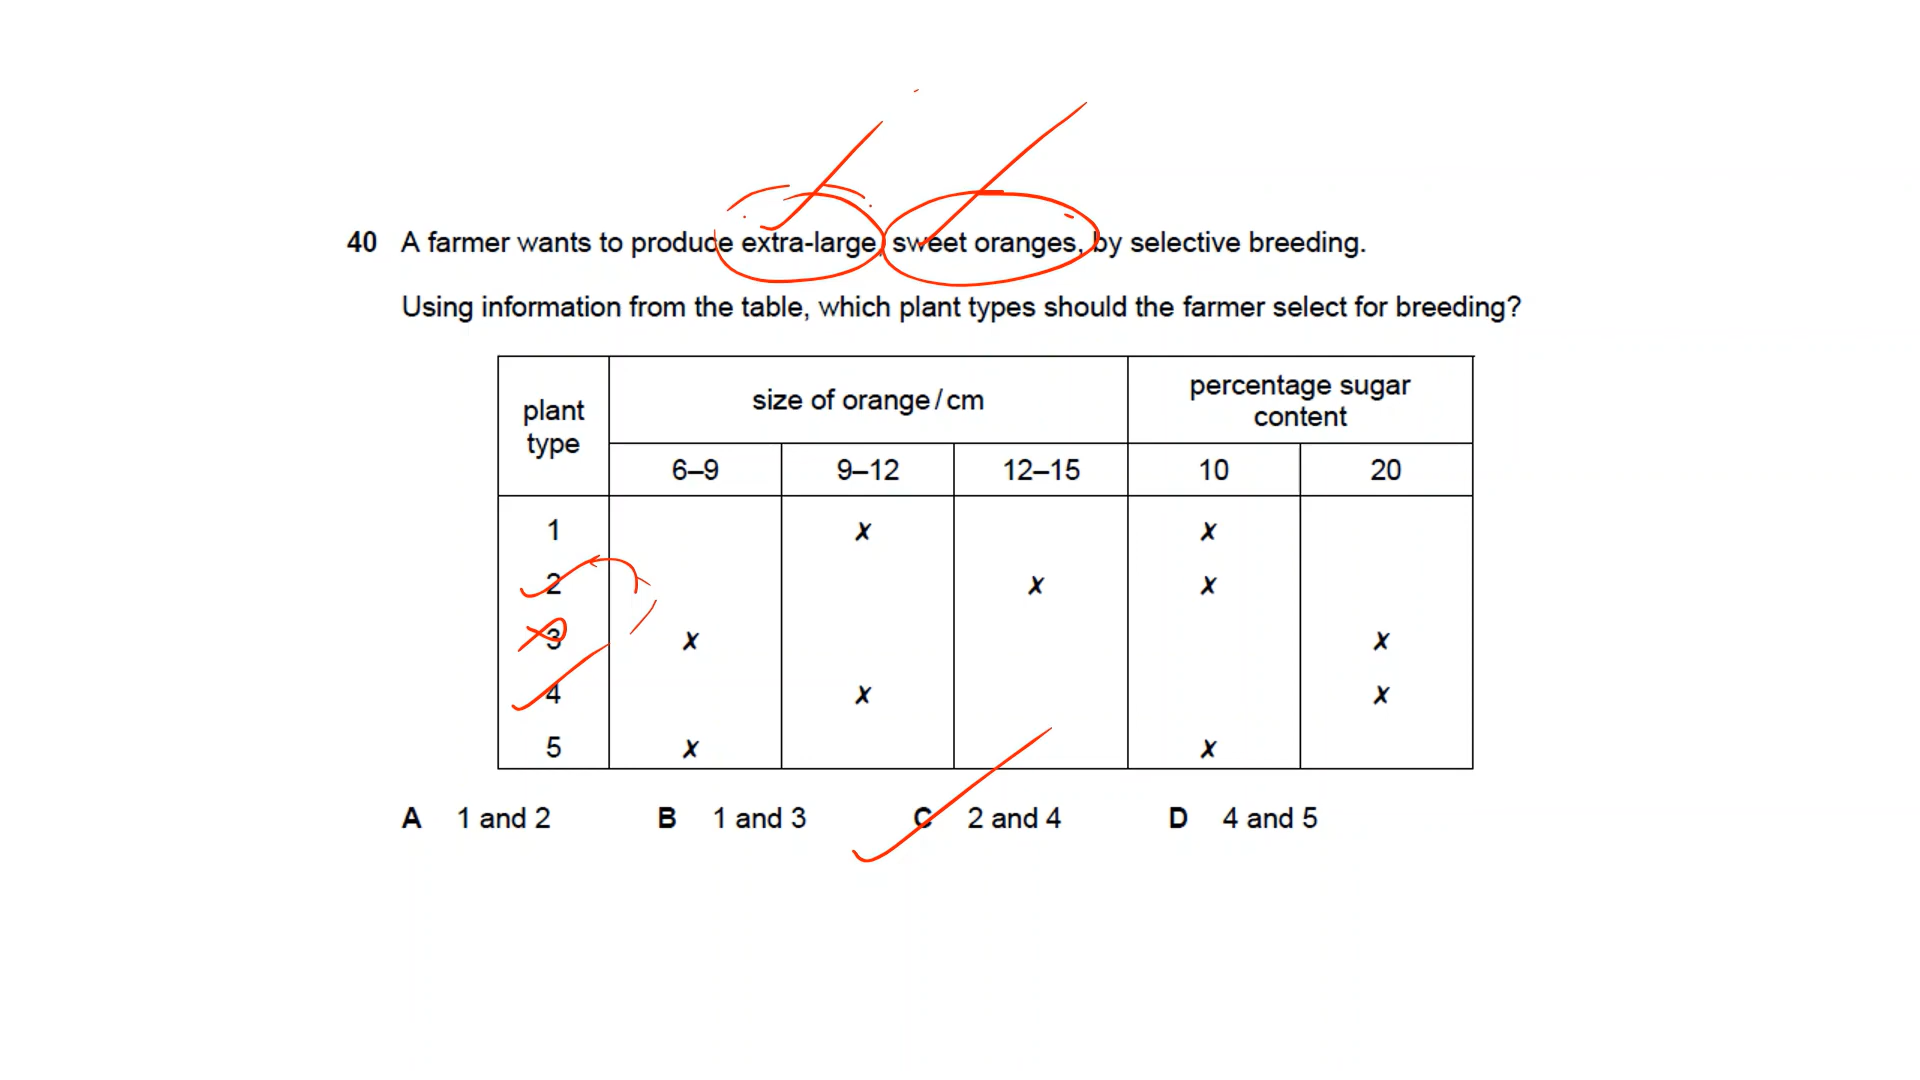 40 A farmer wants to produce extra-large, sweet oranges, by selective breeding.
Using information from the table, which plant types should the farmer select for breeding?
plant type size of orange / cm percentage sugar content
6–9 9–12 12–15 10 20
1 ✗ ✗
2 ✗ ✗
3 ✗ ✗
4 ✗ ✗
5 ✗ ✗
A 1 and 2 B 1 and 3 C 2 and 4 D 4 and 5